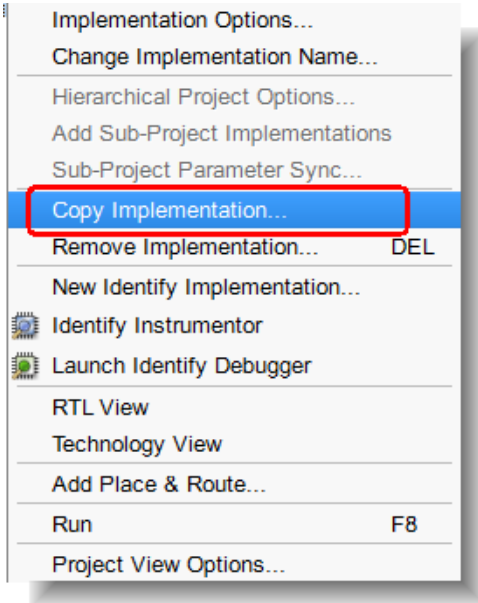 Implementation Options...
Change Implementation Name...
Hierarchical Project Options...
Add Sub-Project Implementations
Sub-Project Parameter Sync...
Copy Implementation...
Remove Implementation... DEL
New Identify Implementation...
Identify Instrumentor
Launch Identify Debugger
RTL View
Technology View
Add Place & Route...
Run F8
Project View Options...